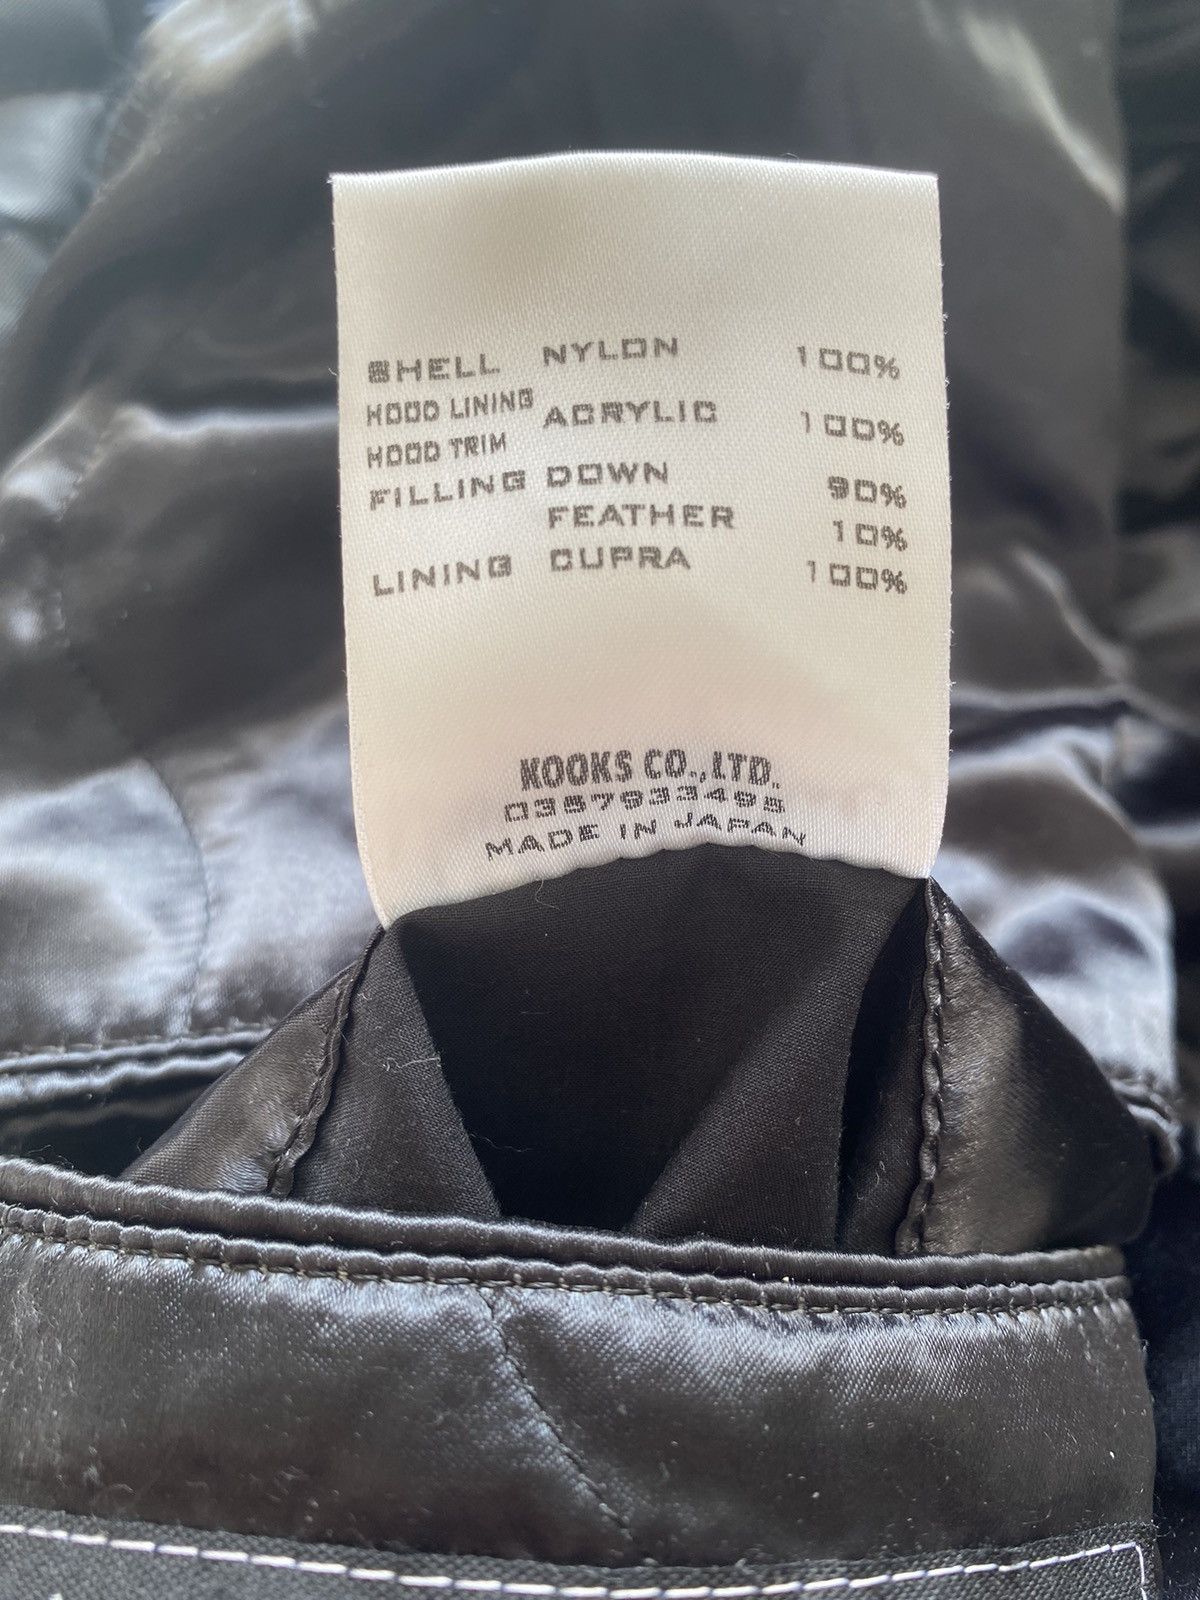 SHELL NYLON 100%
HOOD LINING ACRYLIC 100%
HOOD TRIM
FILLING DOWN 90%
FEATHER 10%
LINING CUPRA 100%
KOOKS CO.,LTD.
0357933495
MADE IN JAPAN